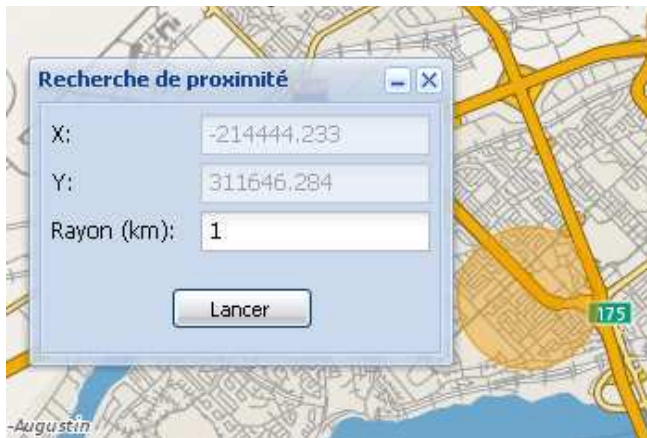 Recherche de proximité
X: -214444.233
Y: 311646.284
Rayon (km): 1
Lancer
175
-Augustin